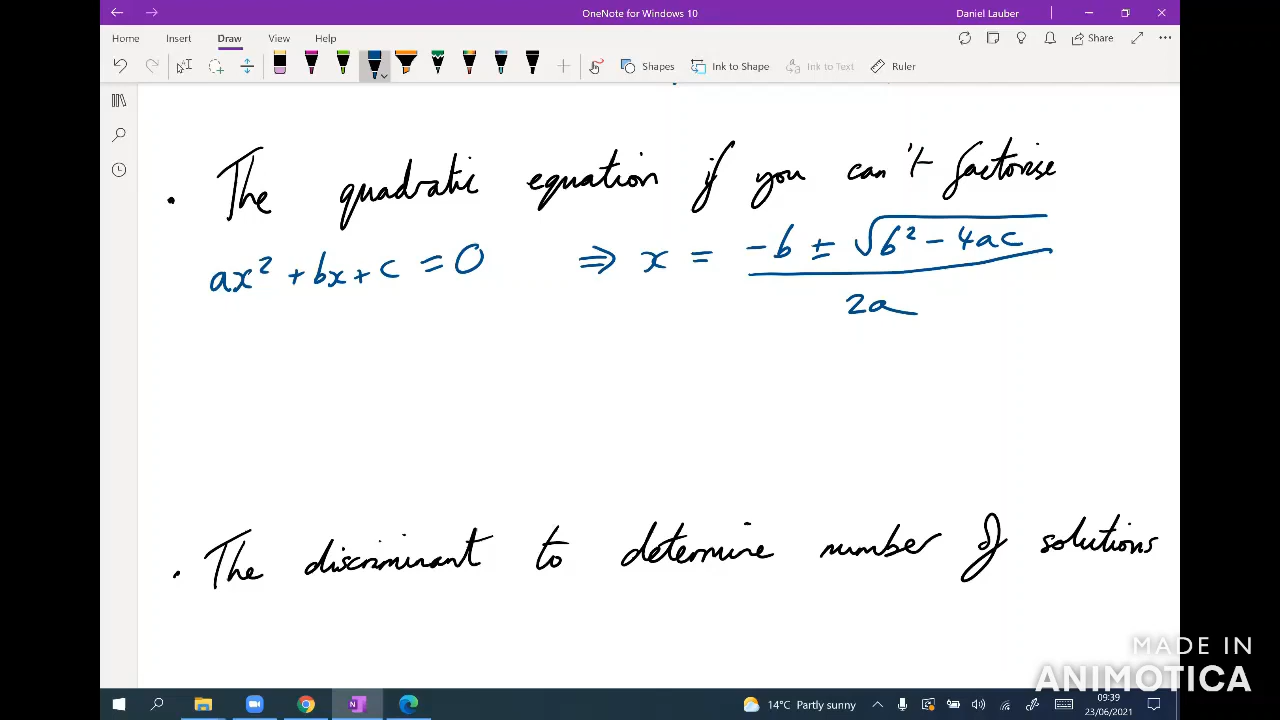 OneNote for Windows 10
Daniel Lauber
Home Insert Draw View Help
Share
Shapes Ink to Shape Ink to Text Ruler
. The quadratic equation if you can't factorise
ax² + bx + c = 0 ⇒ x = -b ± √b² - 4ac
2a
. The discriminant to determine number of solutions
MADE IN
ANIMOTICA
14°C Partly sunny
09:39
23/06/2021